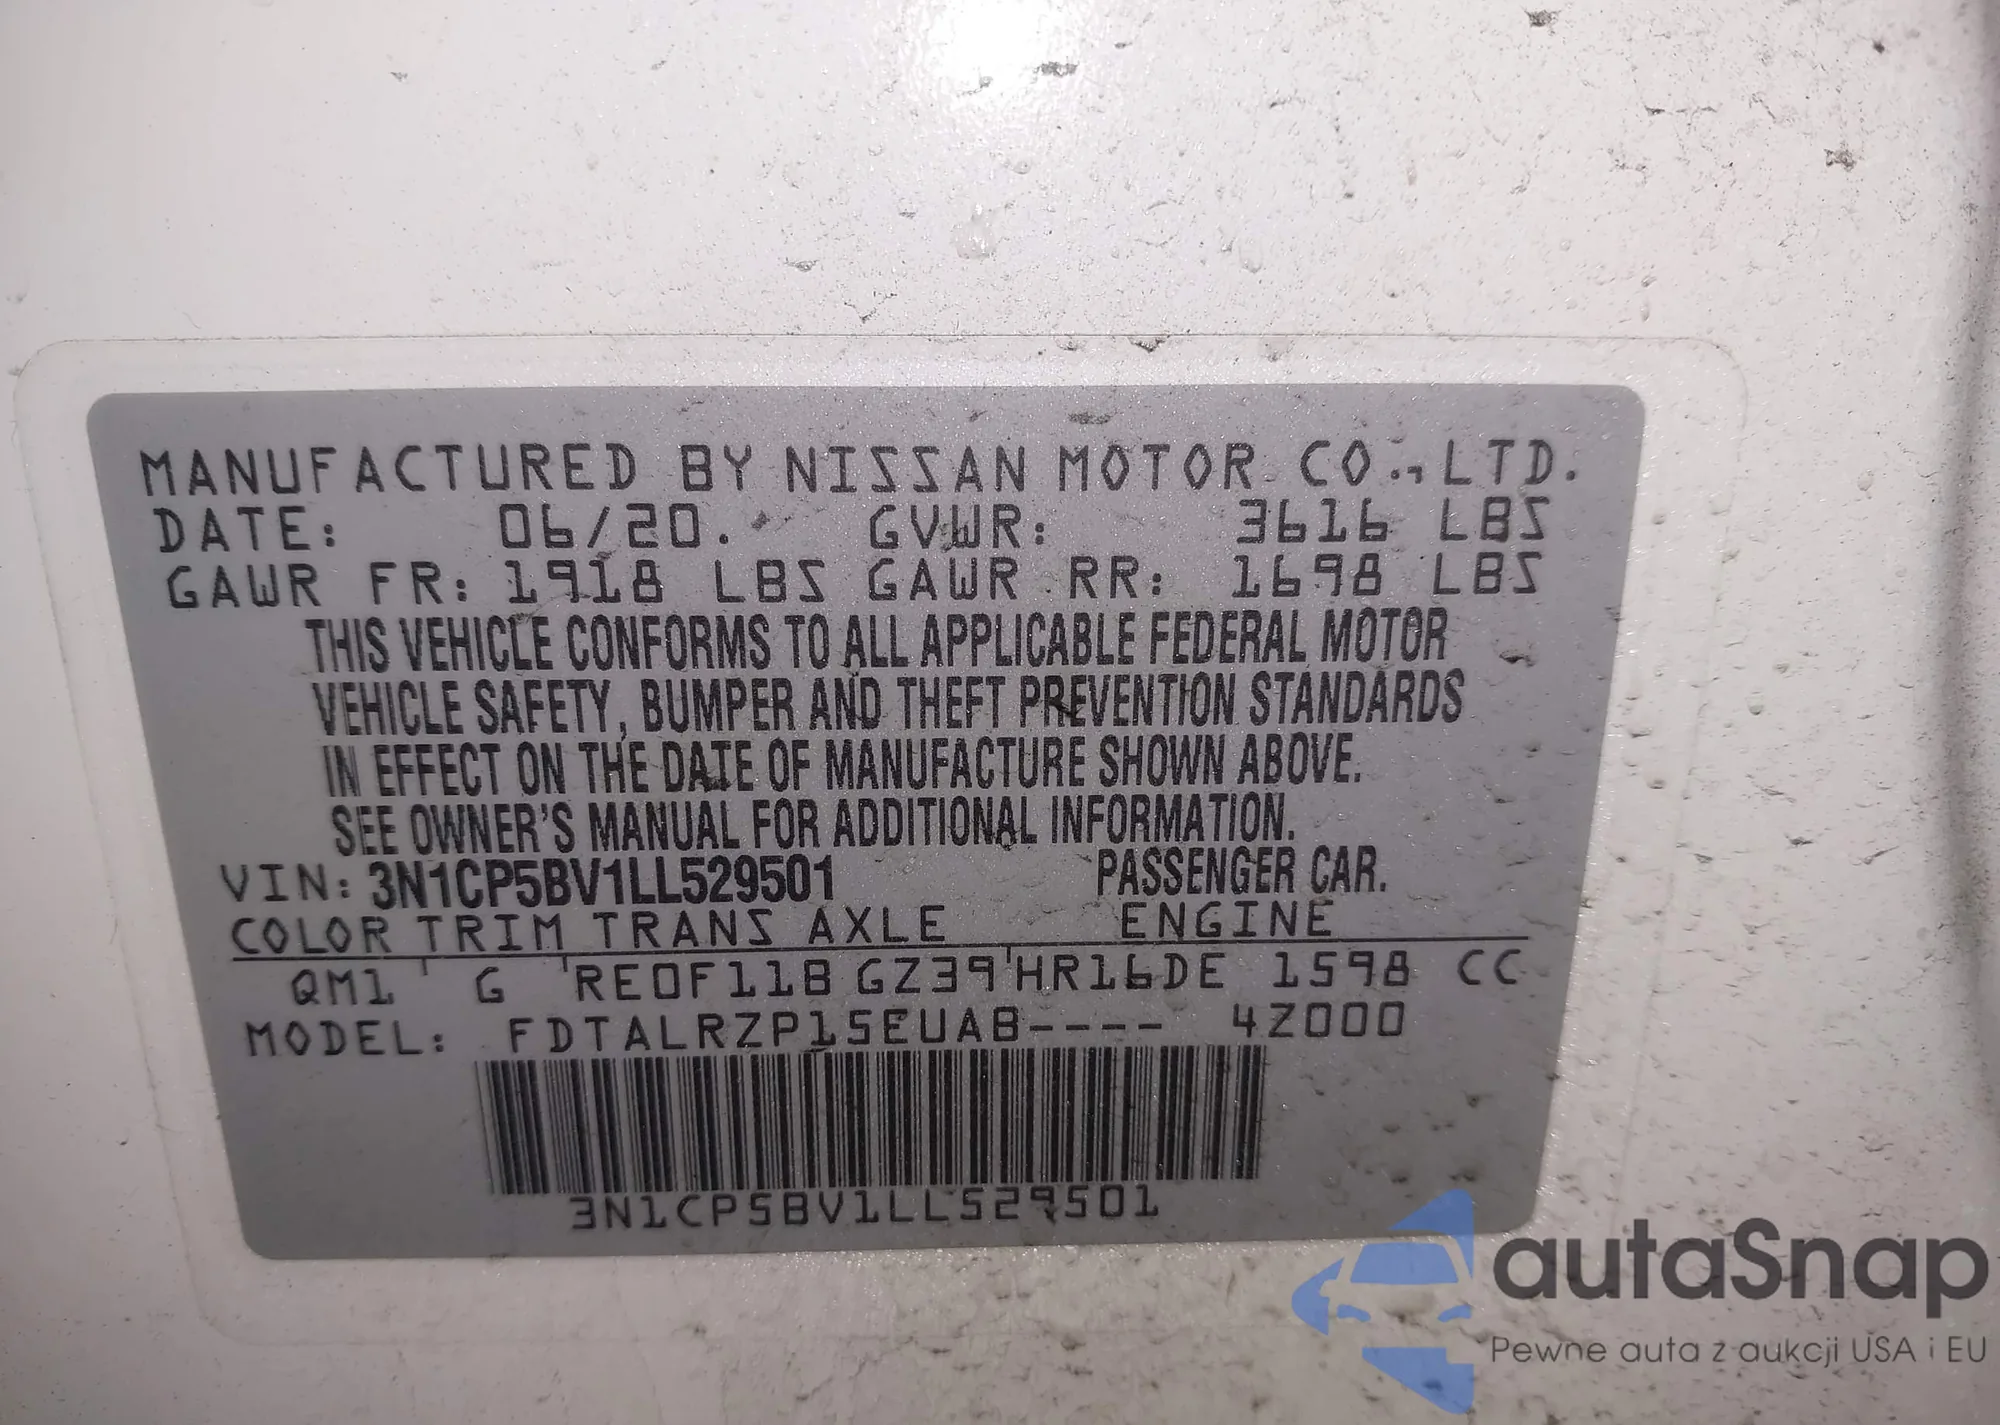 MANUFACTURED BY NISSAN MOTOR CO., LTD.
DATE: 06/20. GVWR: 3616 LBS
GAWR FR: 1918 LBS GAWR RR: 1698 LBS
THIS VEHICLE CONFORMS TO ALL APPLICABLE FEDERAL MOTOR
VEHICLE SAFETY, BUMPER AND THEFT PREVENTION STANDARDS
IN EFFECT ON THE DATE OF MANUFACTURE SHOWN ABOVE.
SEE OWNER'S MANUAL FOR ADDITIONAL INFORMATION.
VIN: 3N1CP5BV1LL529501 PASSENGER CAR.
COLOR TRIM TRANS AXLE ENGINE
QM1 G RE0F11B GZ39 HR16DE 1598 CC
MODEL: FDTALRZP15EUAB---- 4Z000
3N1CP5BV1LL529501
autaSnap
Pewne auta z aukcji USA i EU